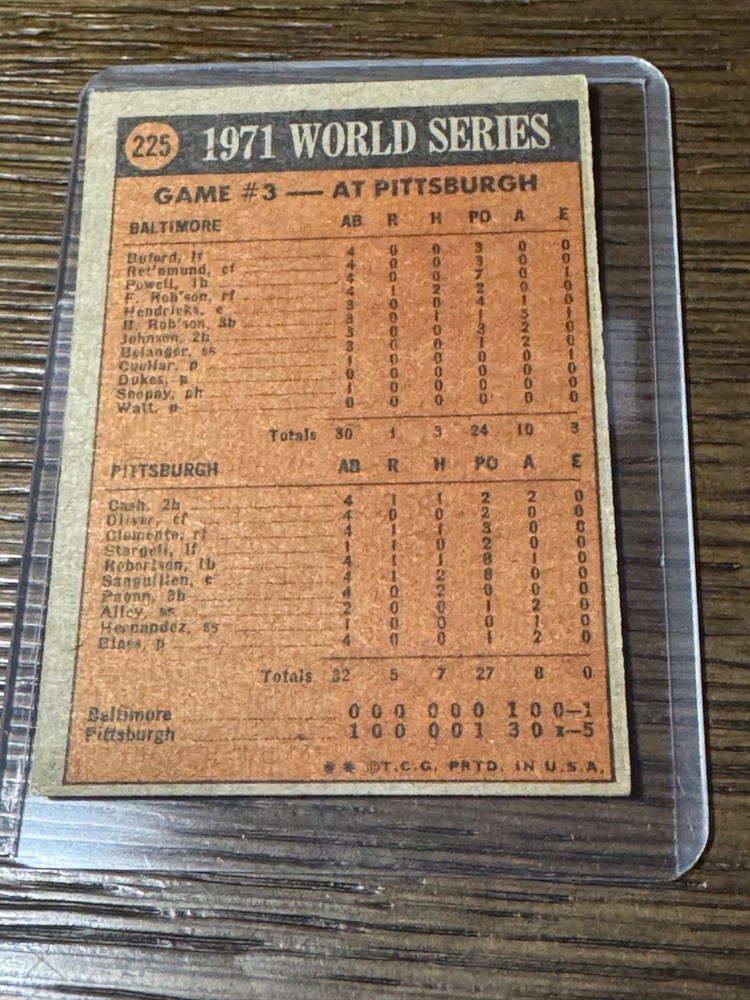 225 1971 WORLD SERIES
GAME #3 — AT PITTSBURGH
BALTIMORE AB R H PO A E
Buford, lf 4 0 0 3 0 0
Ret'nmund, cf 4 0 0 3 0 0
Powell, 1b 4 0 0 7 0 1
F. Rob'son, rf 4 1 2 2 0 0
Hendricks, c 3 0 0 4 1 0
B. Rob'son, 3b 3 0 1 1 5 1
Johnson, 2b 3 0 0 3 2 0
Belanger, ss 3 0 0 1 2 0
Cuellar, p 1 0 0 0 0 1
Dukes, p 0 0 0 0 0 0
Shopay, ph 1 0 0 0 0 0
Watt, p 0 0 0 0 0 0
Totals 30 1 3 24 10 3
PITTSBURGH AB R H PO A E
Cash, 2b 4 1 1 2 2 0
Oliver, cf 4 0 0 2 0 0
Clemente, rf 4 1 1 3 0 0
Stargell, lf 1 1 0 2 0 0
Robertson, 1b 4 1 1 8 1 0
Sanguillen, c 4 1 2 8 0 0
Pagan, 3b 4 0 2 0 0 0
Alley, ss 2 0 0 1 2 0
Hernandez, ss 1 0 0 0 1 0
Blass, p 4 0 0 1 2 0
Totals 32 5 7 27 8 0
Baltimore 0 0 0 0 0 0 1 0 0—1
Pittsburgh 1 0 0 0 0 1 3 0 x—5
** ©T.C.G. PRTD. IN U.S.A.